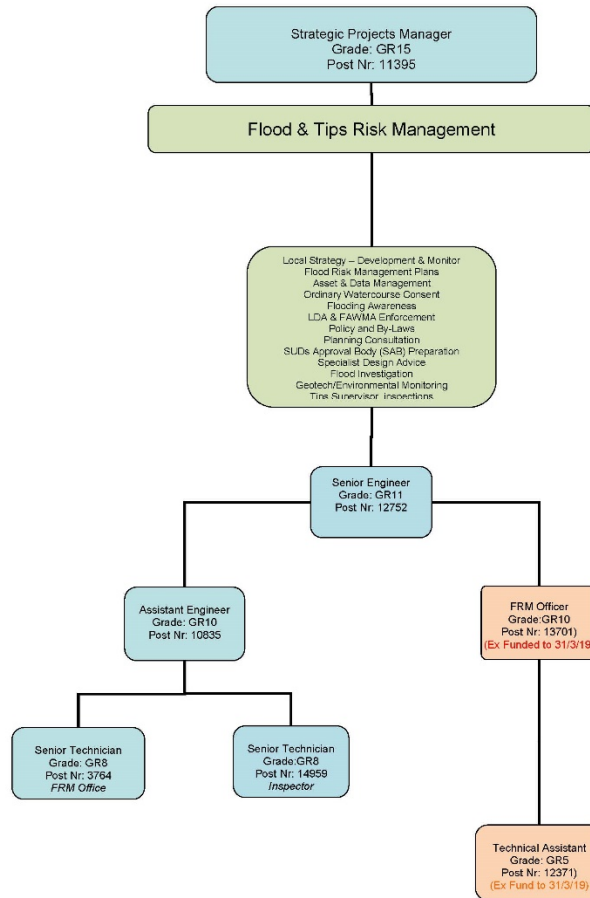 Strategic Projects Manager
Grade: GR15
Post Nr: 11395
Flood & Tips Risk Management
Local Strategy – Development & Monitor
Flood Risk Management Plans
Asset & Data Management
Ordinary Watercourse Consent
Flooding Awareness
LDA & FAWMA Enforcement
Policy and By-Laws
Planning Consultation
SUDs Approval Body (SAB) Preparation
Specialist Design Advice
Flood Investigation
Geotech/Environmental Monitoring
Tips Supervisor inspections
Senior Engineer
Grade: GR11
Post Nr: 12752
Assistant Engineer
Grade: GR10
Post Nr: 10835
FRM Officer
Grade:GR10
Post Nr: 13701)
(Ex Funded to 31/3/19
Senior Technician
Grade: GR8
Post Nr: 3764
FRM Office
Senior Technician
Grade:GR8
Post Nr: 14959
Inspector
Technical Assistant
Grade: GR5
Post Nr: 12371)
(Ex Fund to 31/3/19)